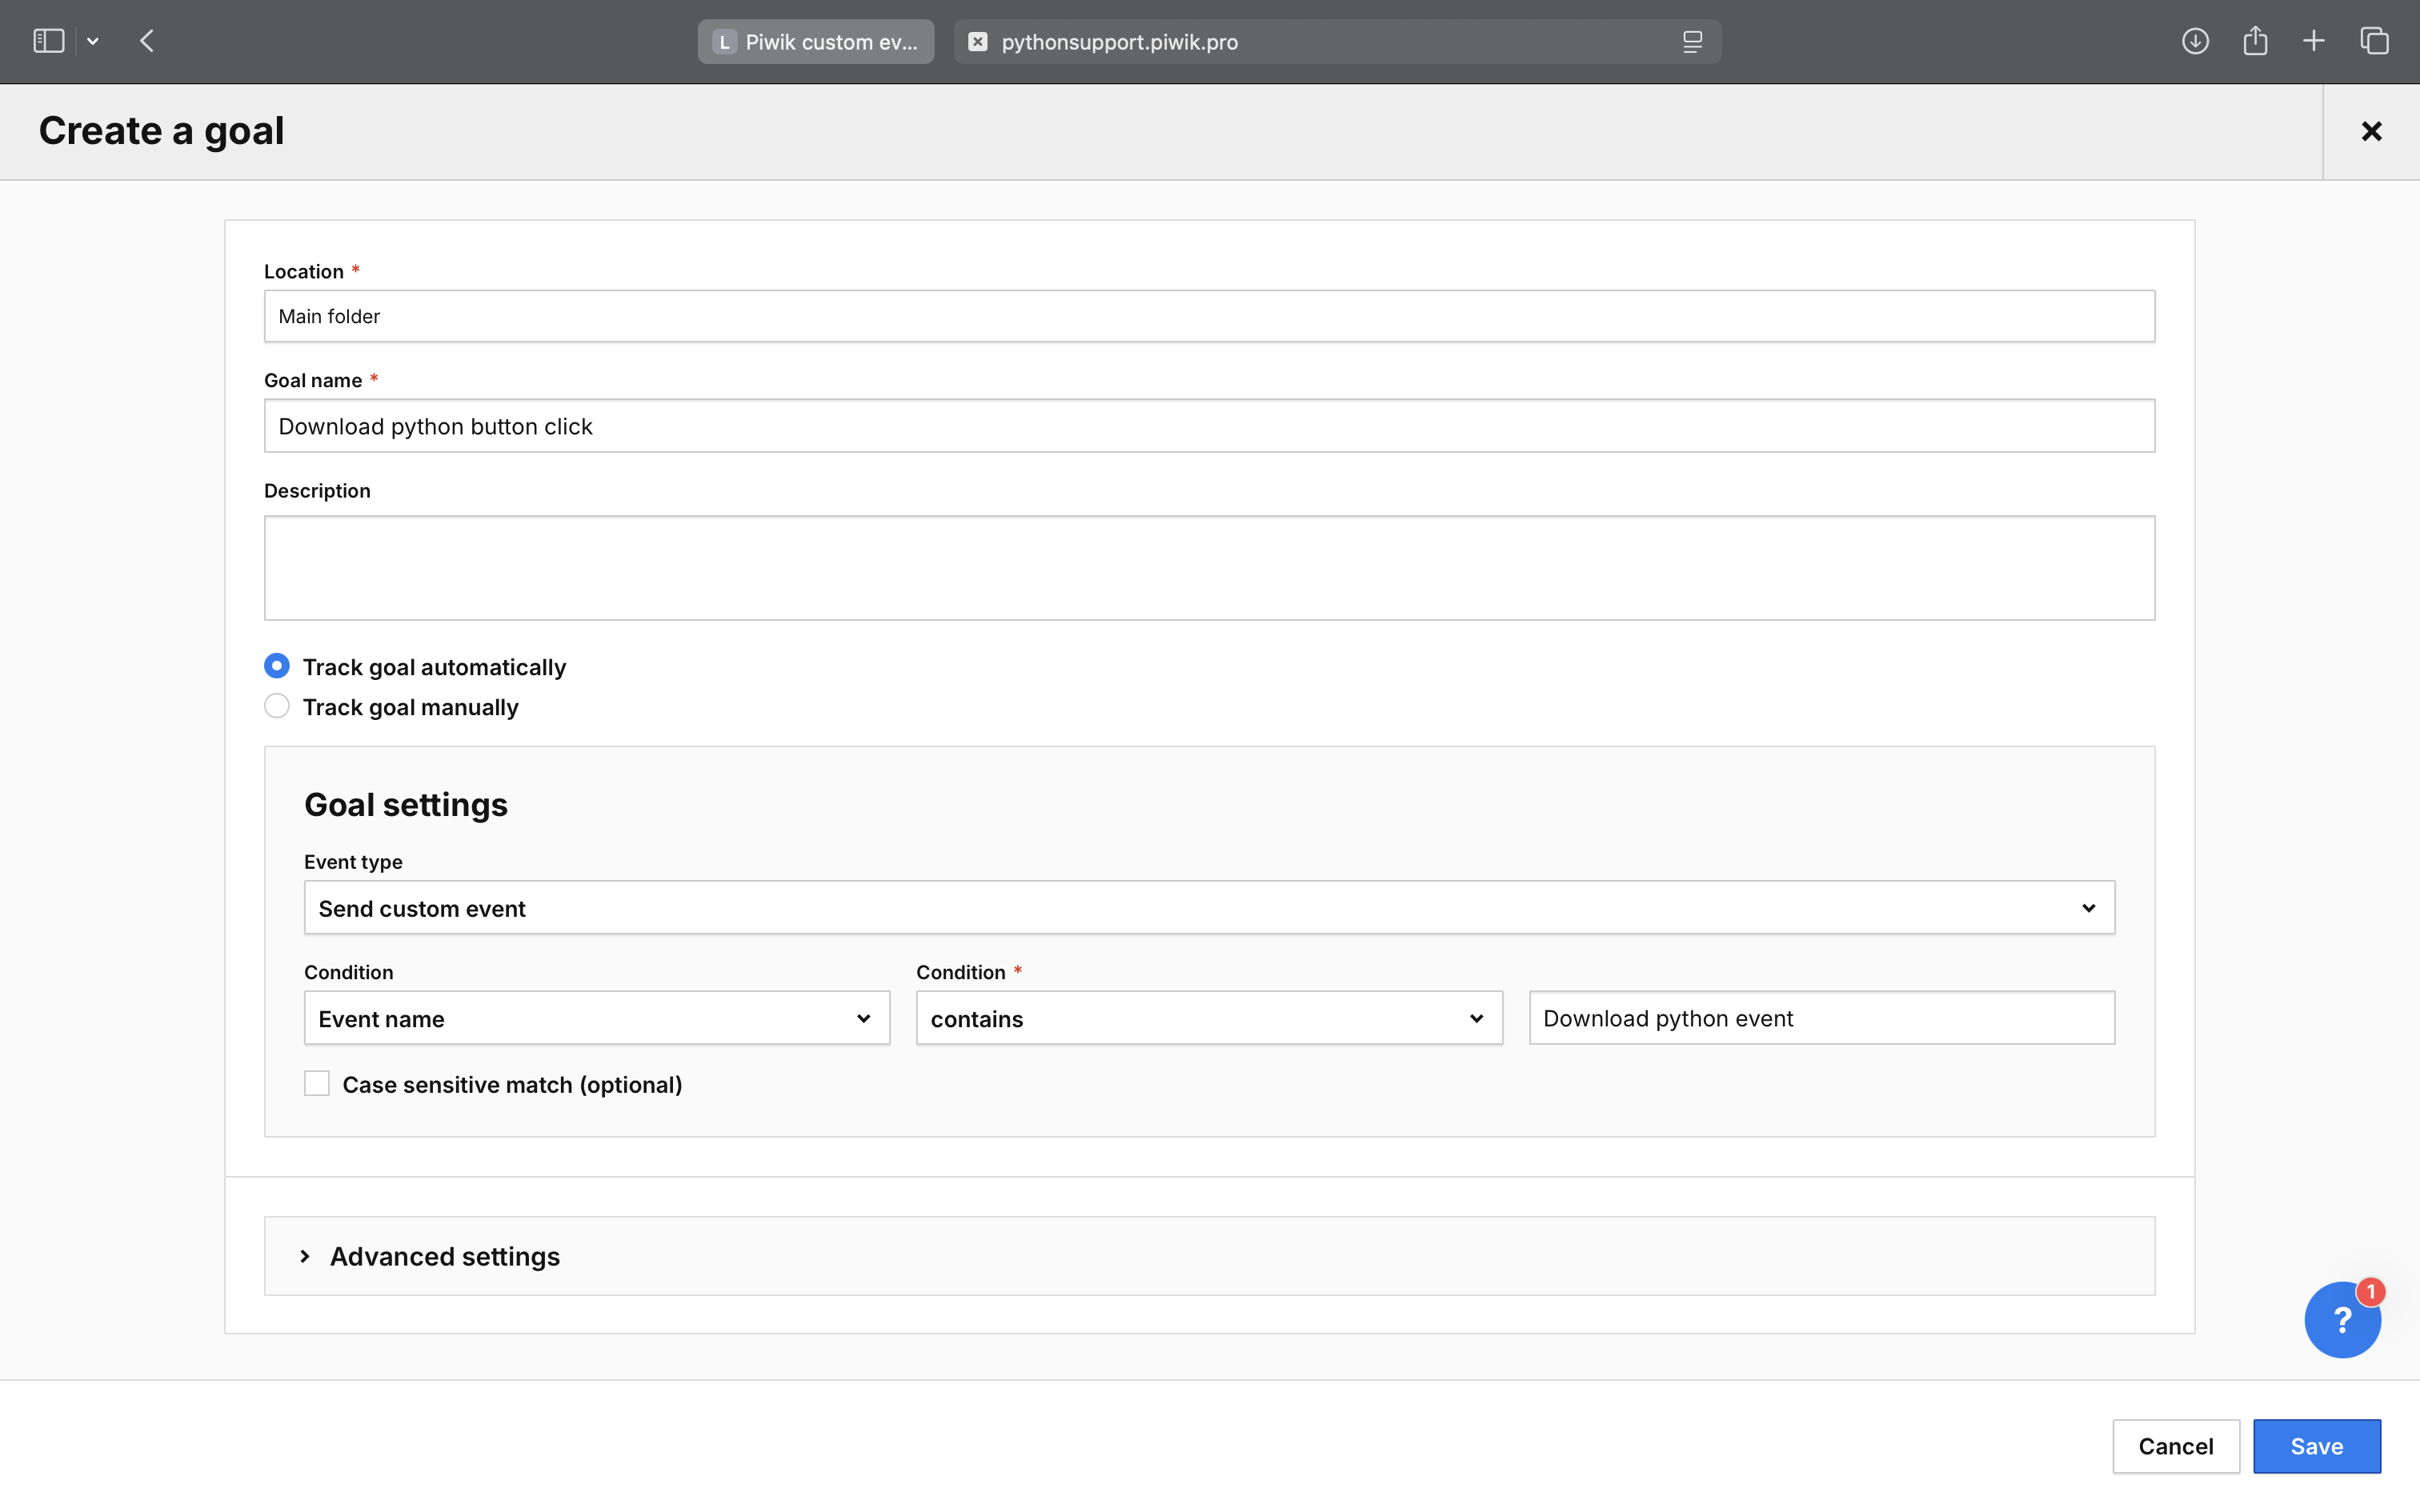 L Piwik custom ev...
pythonsupport.piwik.pro
Create a goal
Location *
Main folder
Goal name *
Download python button click
Description
Track goal automatically
Track goal manually
Goal settings
Event type
Send custom event
Condition
Condition *
Event name
contains
Download python event
Case sensitive match (optional)
Advanced settings
1
?
Cancel
Save